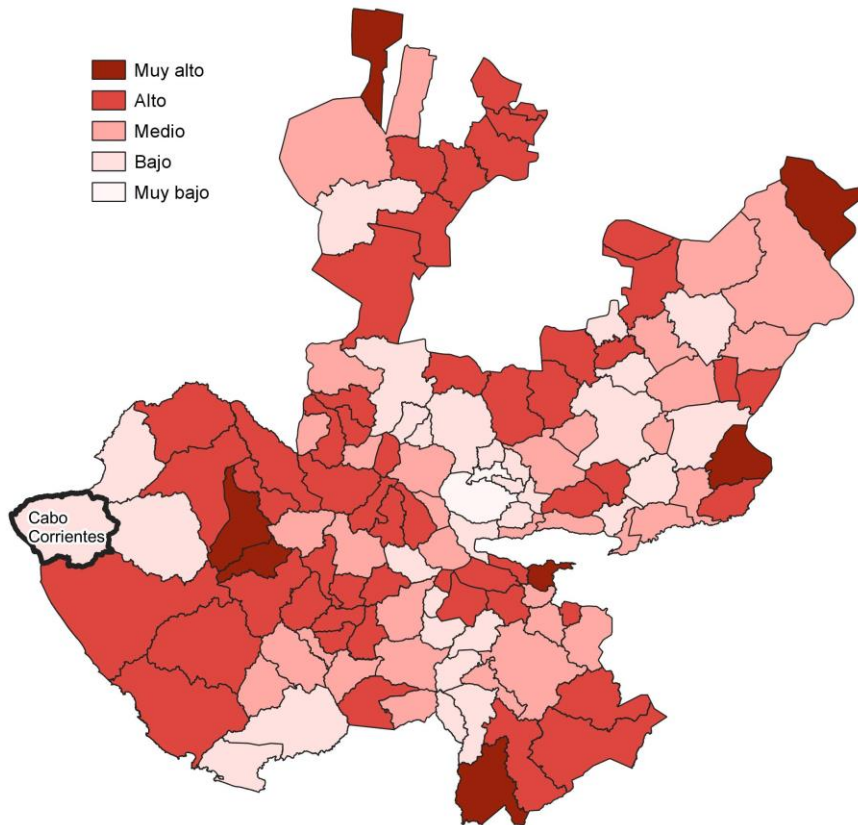 Muy alto
Alto
Medio
Bajo
Muy bajo
Cabo
Corrientes